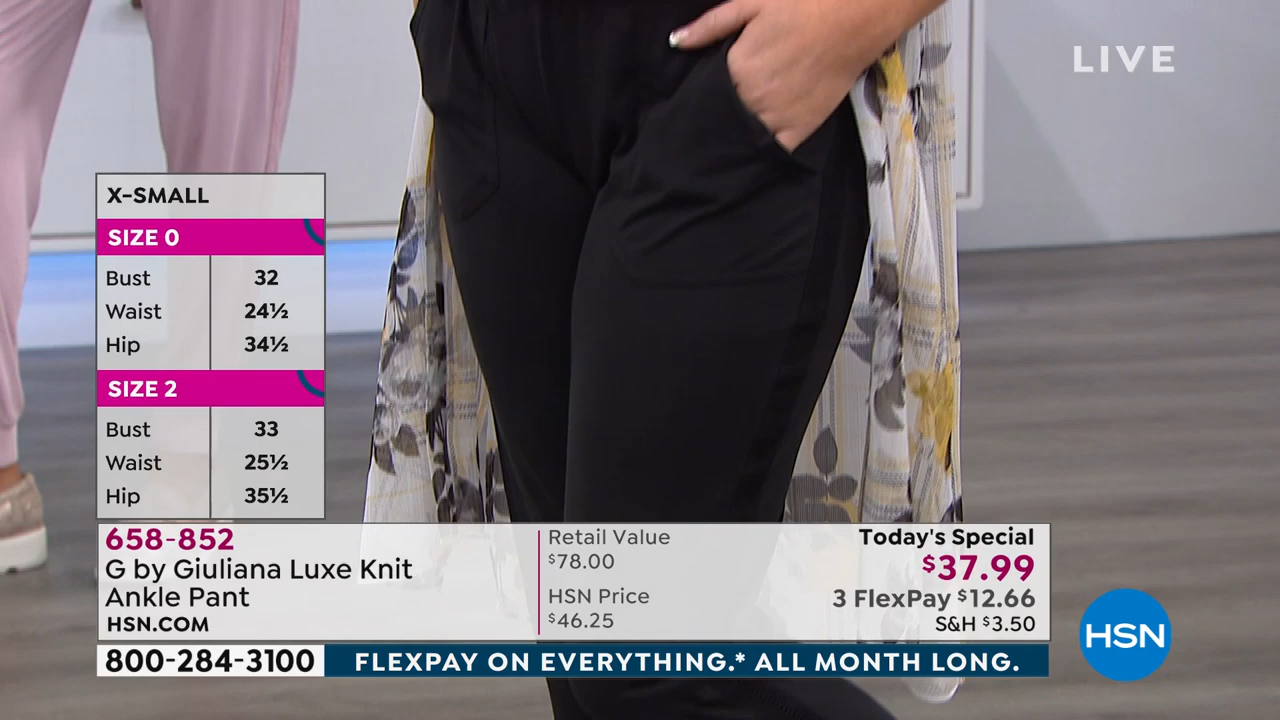 LIVE
X-SMALL
SIZE 0
Bust 32
Waist 24½
Hip 34½
SIZE 2
Bust 33
Waist 25½
Hip 35½
658-852
G by Giuliana Luxe Knit
Ankle Pant
HSN.COM
Retail Value
$78.00
HSN Price
$46.25
Today's Special
$37.99
3 FlexPay $12.66
S&H $3.50
HSN
800-284-3100 FLEXPAY ON EVERYTHING.* ALL MONTH LONG.